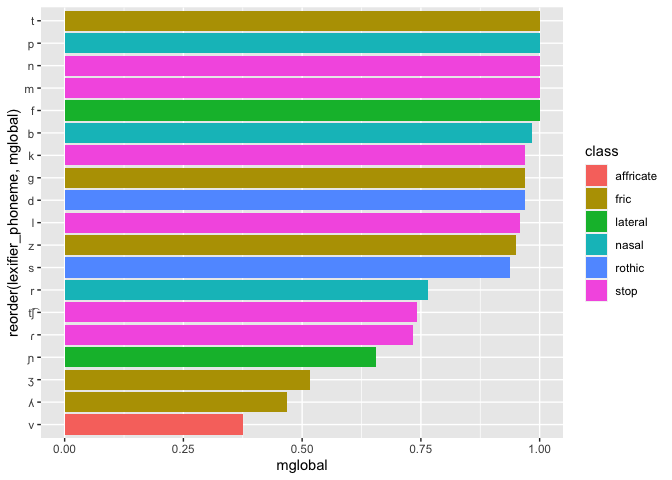 t
p
n
m
f
b
k
g
d
l
z
s
r
t͡ʃ
ɾ
ɲ
ʒ
ʎ
v
reorder(lexifier_phoneme, mglobal)
0.00 0.25 0.50 0.75 1.00
mglobal
class
affricate
fric
lateral
nasal
rothic
stop